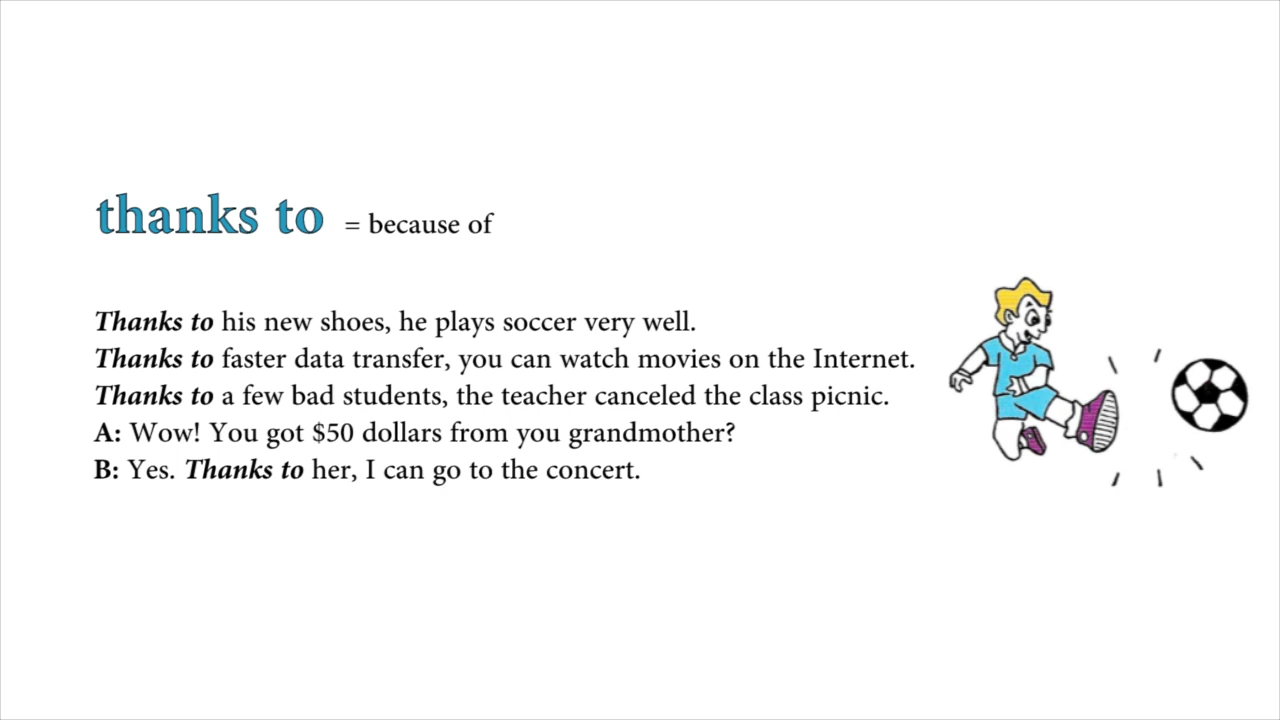 thanks to = because of
Thanks to his new shoes, he plays soccer very well.
Thanks to faster data transfer, you can watch movies on the Internet.
Thanks to a few bad students, the teacher canceled the class picnic.
A: Wow! You got $50 dollars from you grandmother?
B: Yes. Thanks to her, I can go to the concert.